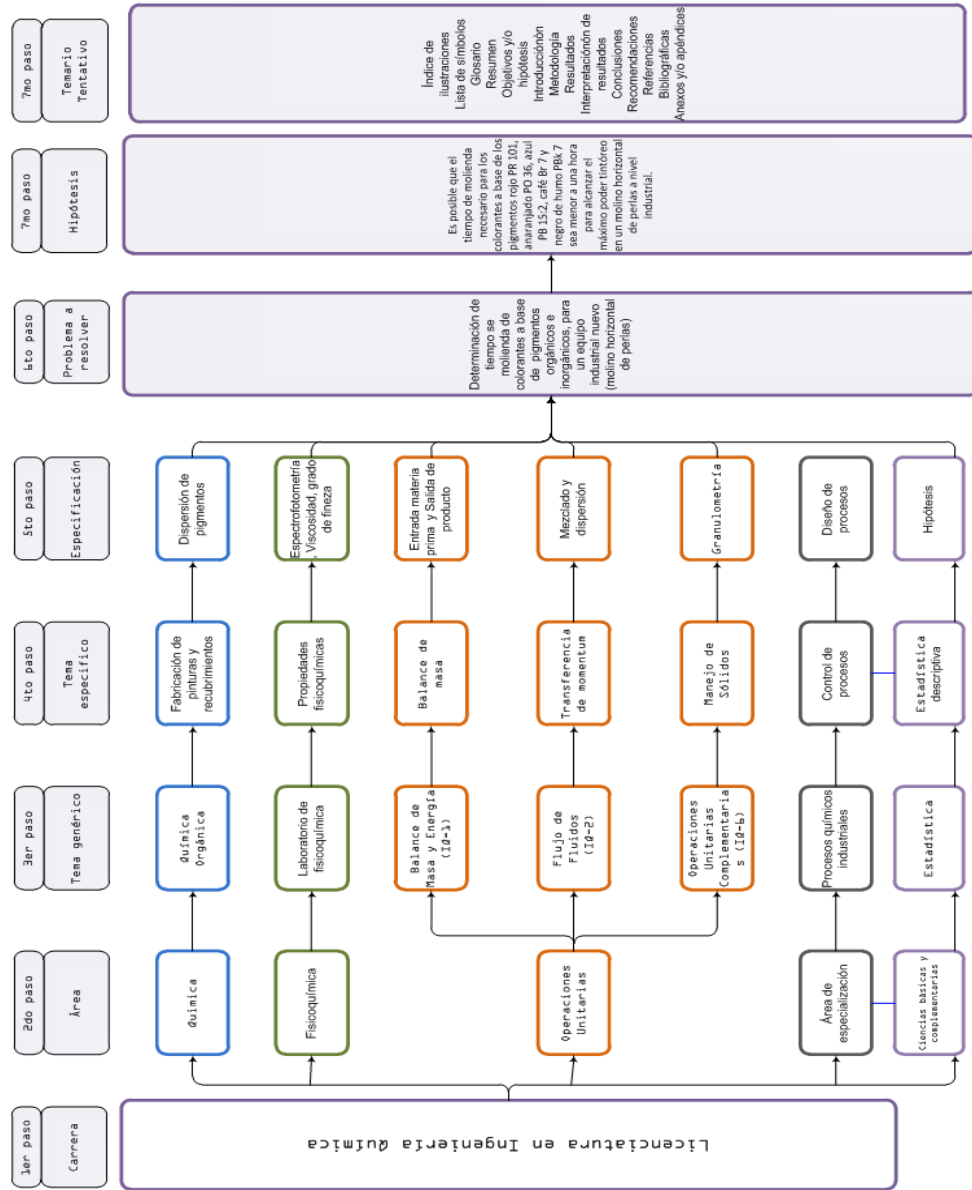 1er paso
Carrera
2do paso
Área
3er paso
Tema genérico
4to paso
Tema
específico
5to paso
Especificación
6to paso
Problema a
resolver
7mo paso
Hipótesis
7mo paso
Temario
Tentativo
Licenciatura en Ingeniería Química
Química
Química
Orgánica
Fabricación de
pinturas y
recubrimientos
Dispersión de
pigmentos
Fisicoquímica
Laboratorio de
fisicoquímica
Propiedades
fisicoquímicas
Espectrofotometría
, Viscosidad, grado
de fineza
Operaciones
Unitarias
Balance de
Masa y Energía
(IQ-1)
Balance de
masa
Entrada materia
prima y Salida de
producto
Flujo de
Fluidos
(IQ-2)
Transferencia
de momentum
Mezclado y
dispersión
Operaciones
Unitarias
Complementaria
s (IQ-6)
Manejo de
Sólidos
Granulometría
Área de
especialización
Procesos químicos
industriales
Control de
procesos
Diseño de
procesos
Ciencias básicas y
complementarias
Estadística
Estadística
descriptiva
Hipótesis
Determinación de
tiempo se
molienda de
colorantes a base
de pigmentos
orgánicos e
inorgánicos, para
un equipo
industrial nuevo
(molino horizontal
de perlas)
Es posible que el
tiempo de molienda
necesario para los
colorantes a base de los
pigmentos rojo PR 101,
anaranjado PO 36, azul
PB 15:2, café Br 7 y
negro de humo PBk 7
sea menor a una hora
para alcanzar el
máximo poder tintóreo
en un molino horizontal
de perlas a nivel
industrial.
Índice de
ilustraciones
Lista de símbolos
Glosario
Resumen
Objetivos y/o
hipótesis
Introducciónòn
Metodología
Resultados
Interpretaciónón de
resultados
Conclusiones
Recomendaciones
Referencias
Bibliográficas
Anexos y/o apéndices